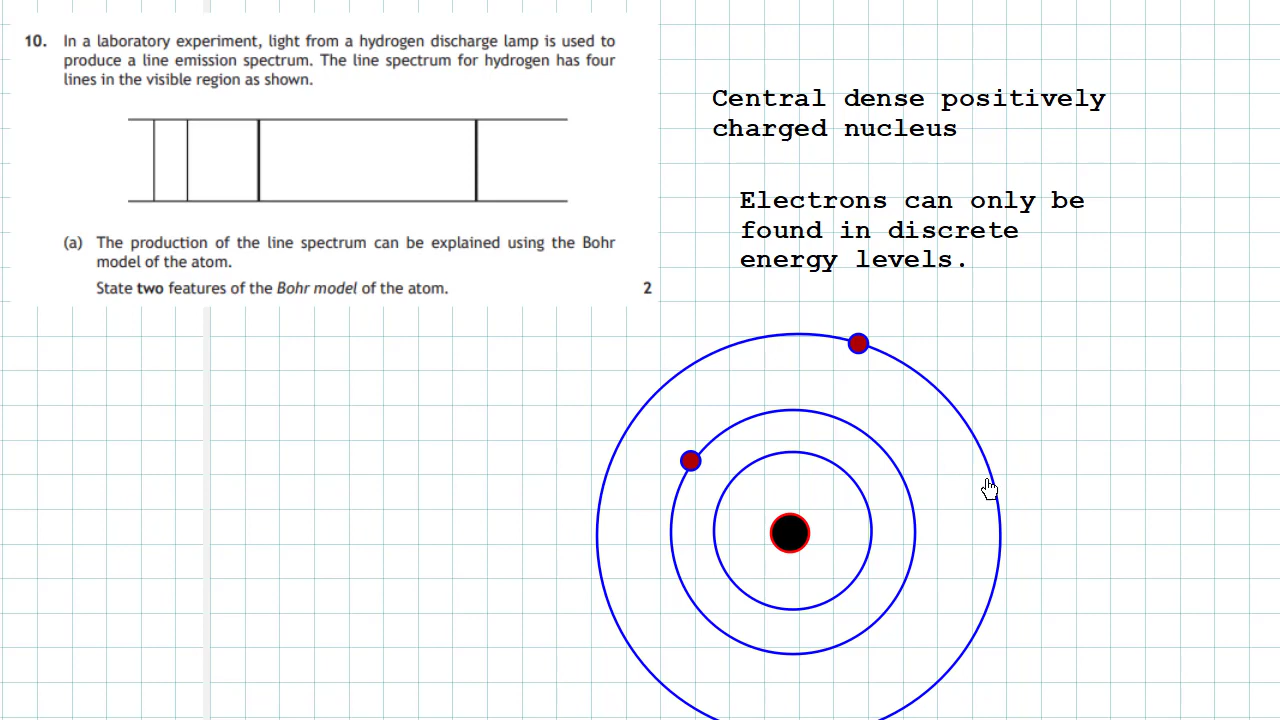 10. In a laboratory experiment, light from a hydrogen discharge lamp is used to
produce a line emission spectrum. The line spectrum for hydrogen has four
lines in the visible region as shown.
(a) The production of the line spectrum can be explained using the Bohr
model of the atom.
State two features of the Bohr model of the atom. 2
Central dense positively
charged nucleus
Electrons can only be
found in discrete
energy levels.